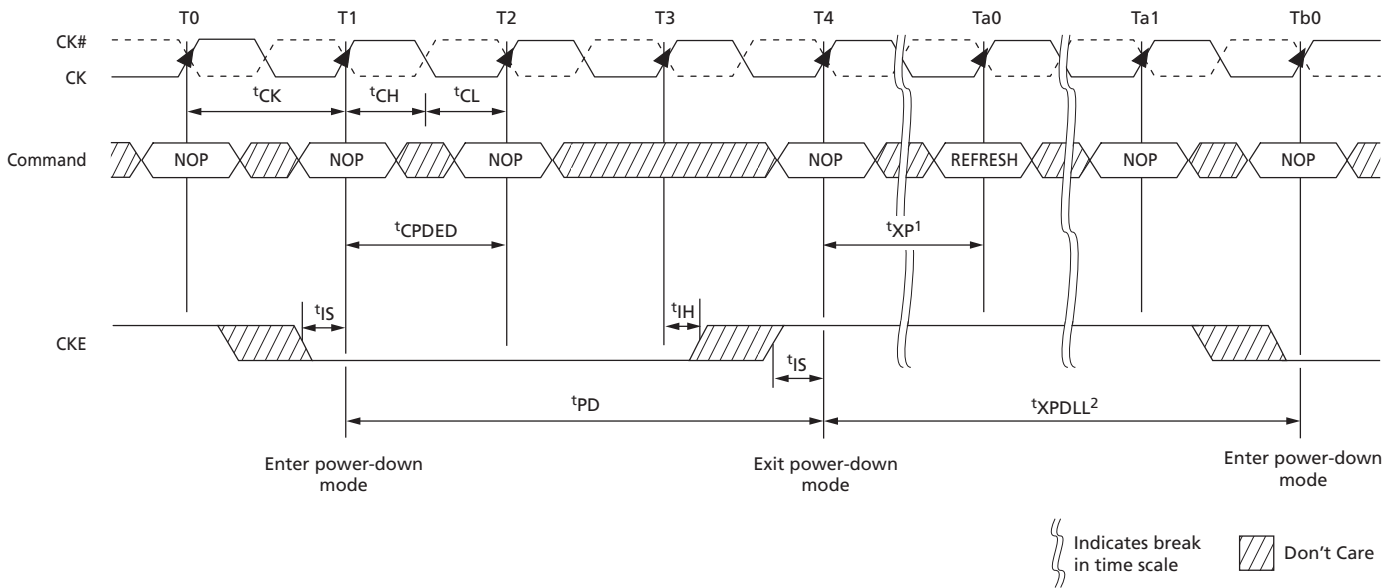 T0 T1 T2 T3 T4 Ta0 Ta1 Tb0
CK#
CK
tCK tCH tCL
Command NOP NOP NOP NOP REFRESH NOP NOP
tCPDED tXP1
tIS tIH
CKE
tIS
tPD tXPDLL2
Enter power-down
mode
Exit power-down
mode
Enter power-down
mode
Indicates break
in time scale
Don't Care